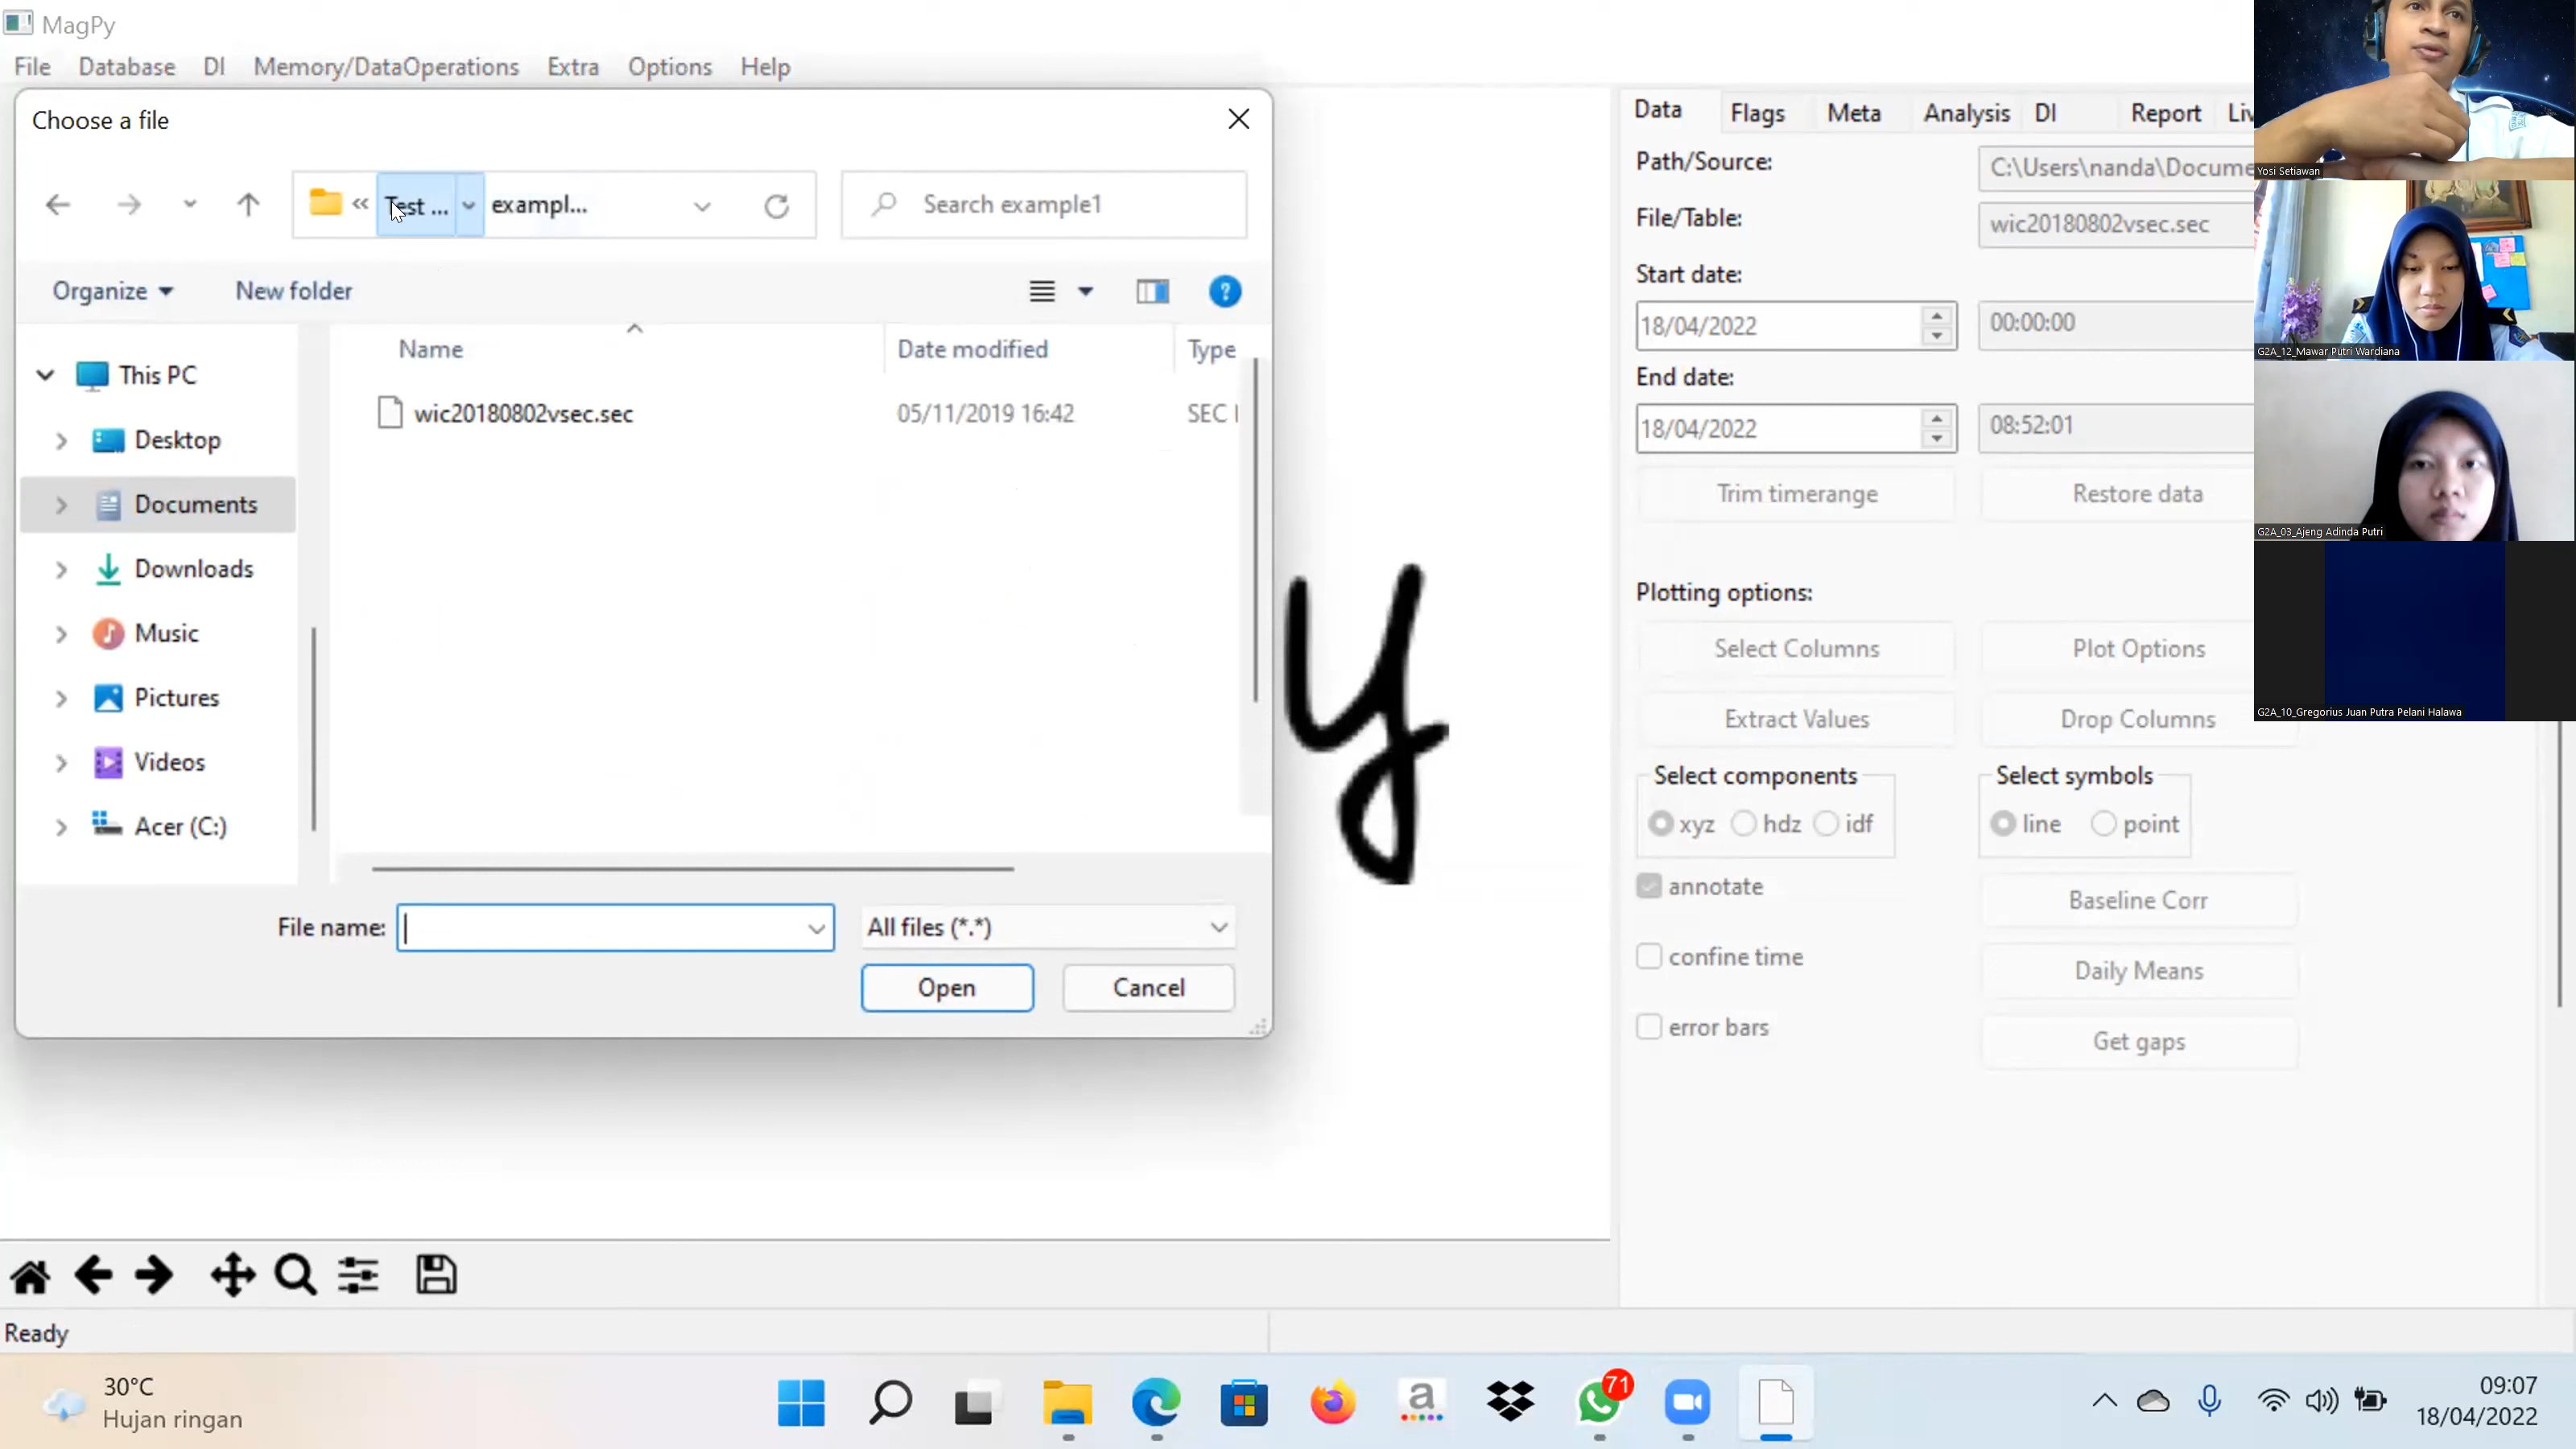 MagPy
File Database DI Memory/DataOperations Extra Options Help
Choose a file
« Test ... exampl...
Search example1
Organize New folder
Name Date modified Type
This PC
wic20180802vsec.sec 05/11/2019 16:42 SEC
Desktop
Documents
Downloads
Music
Pictures
Videos
Acer (C:)
File name: All files (*.*)
Open Cancel
y
Data Flags Meta Analysis DI Report Liv
Path/Source: C:\Users\nanda\Docume
File/Table: wic20180802vsec.sec
Start date:
18/04/2022 00:00:00
End date:
18/04/2022 08:52:01
Trim timerange Restore data
Plotting options:
Select Columns Plot Options
Extract Values Drop Columns
Select components Select symbols
xyz hdz idf line point
annotate Baseline Corr
confine time Daily Means
error bars Get gaps
Yosi Setiawan
G2A_12_Mawar Putri Wardiana
G2A_03_Ajeng Adinda Putri
G2A_10_Gregorius Juan Putra Pelani Halawa
Ready
30°C
Hujan ringan
a
71
09:07
18/04/2022